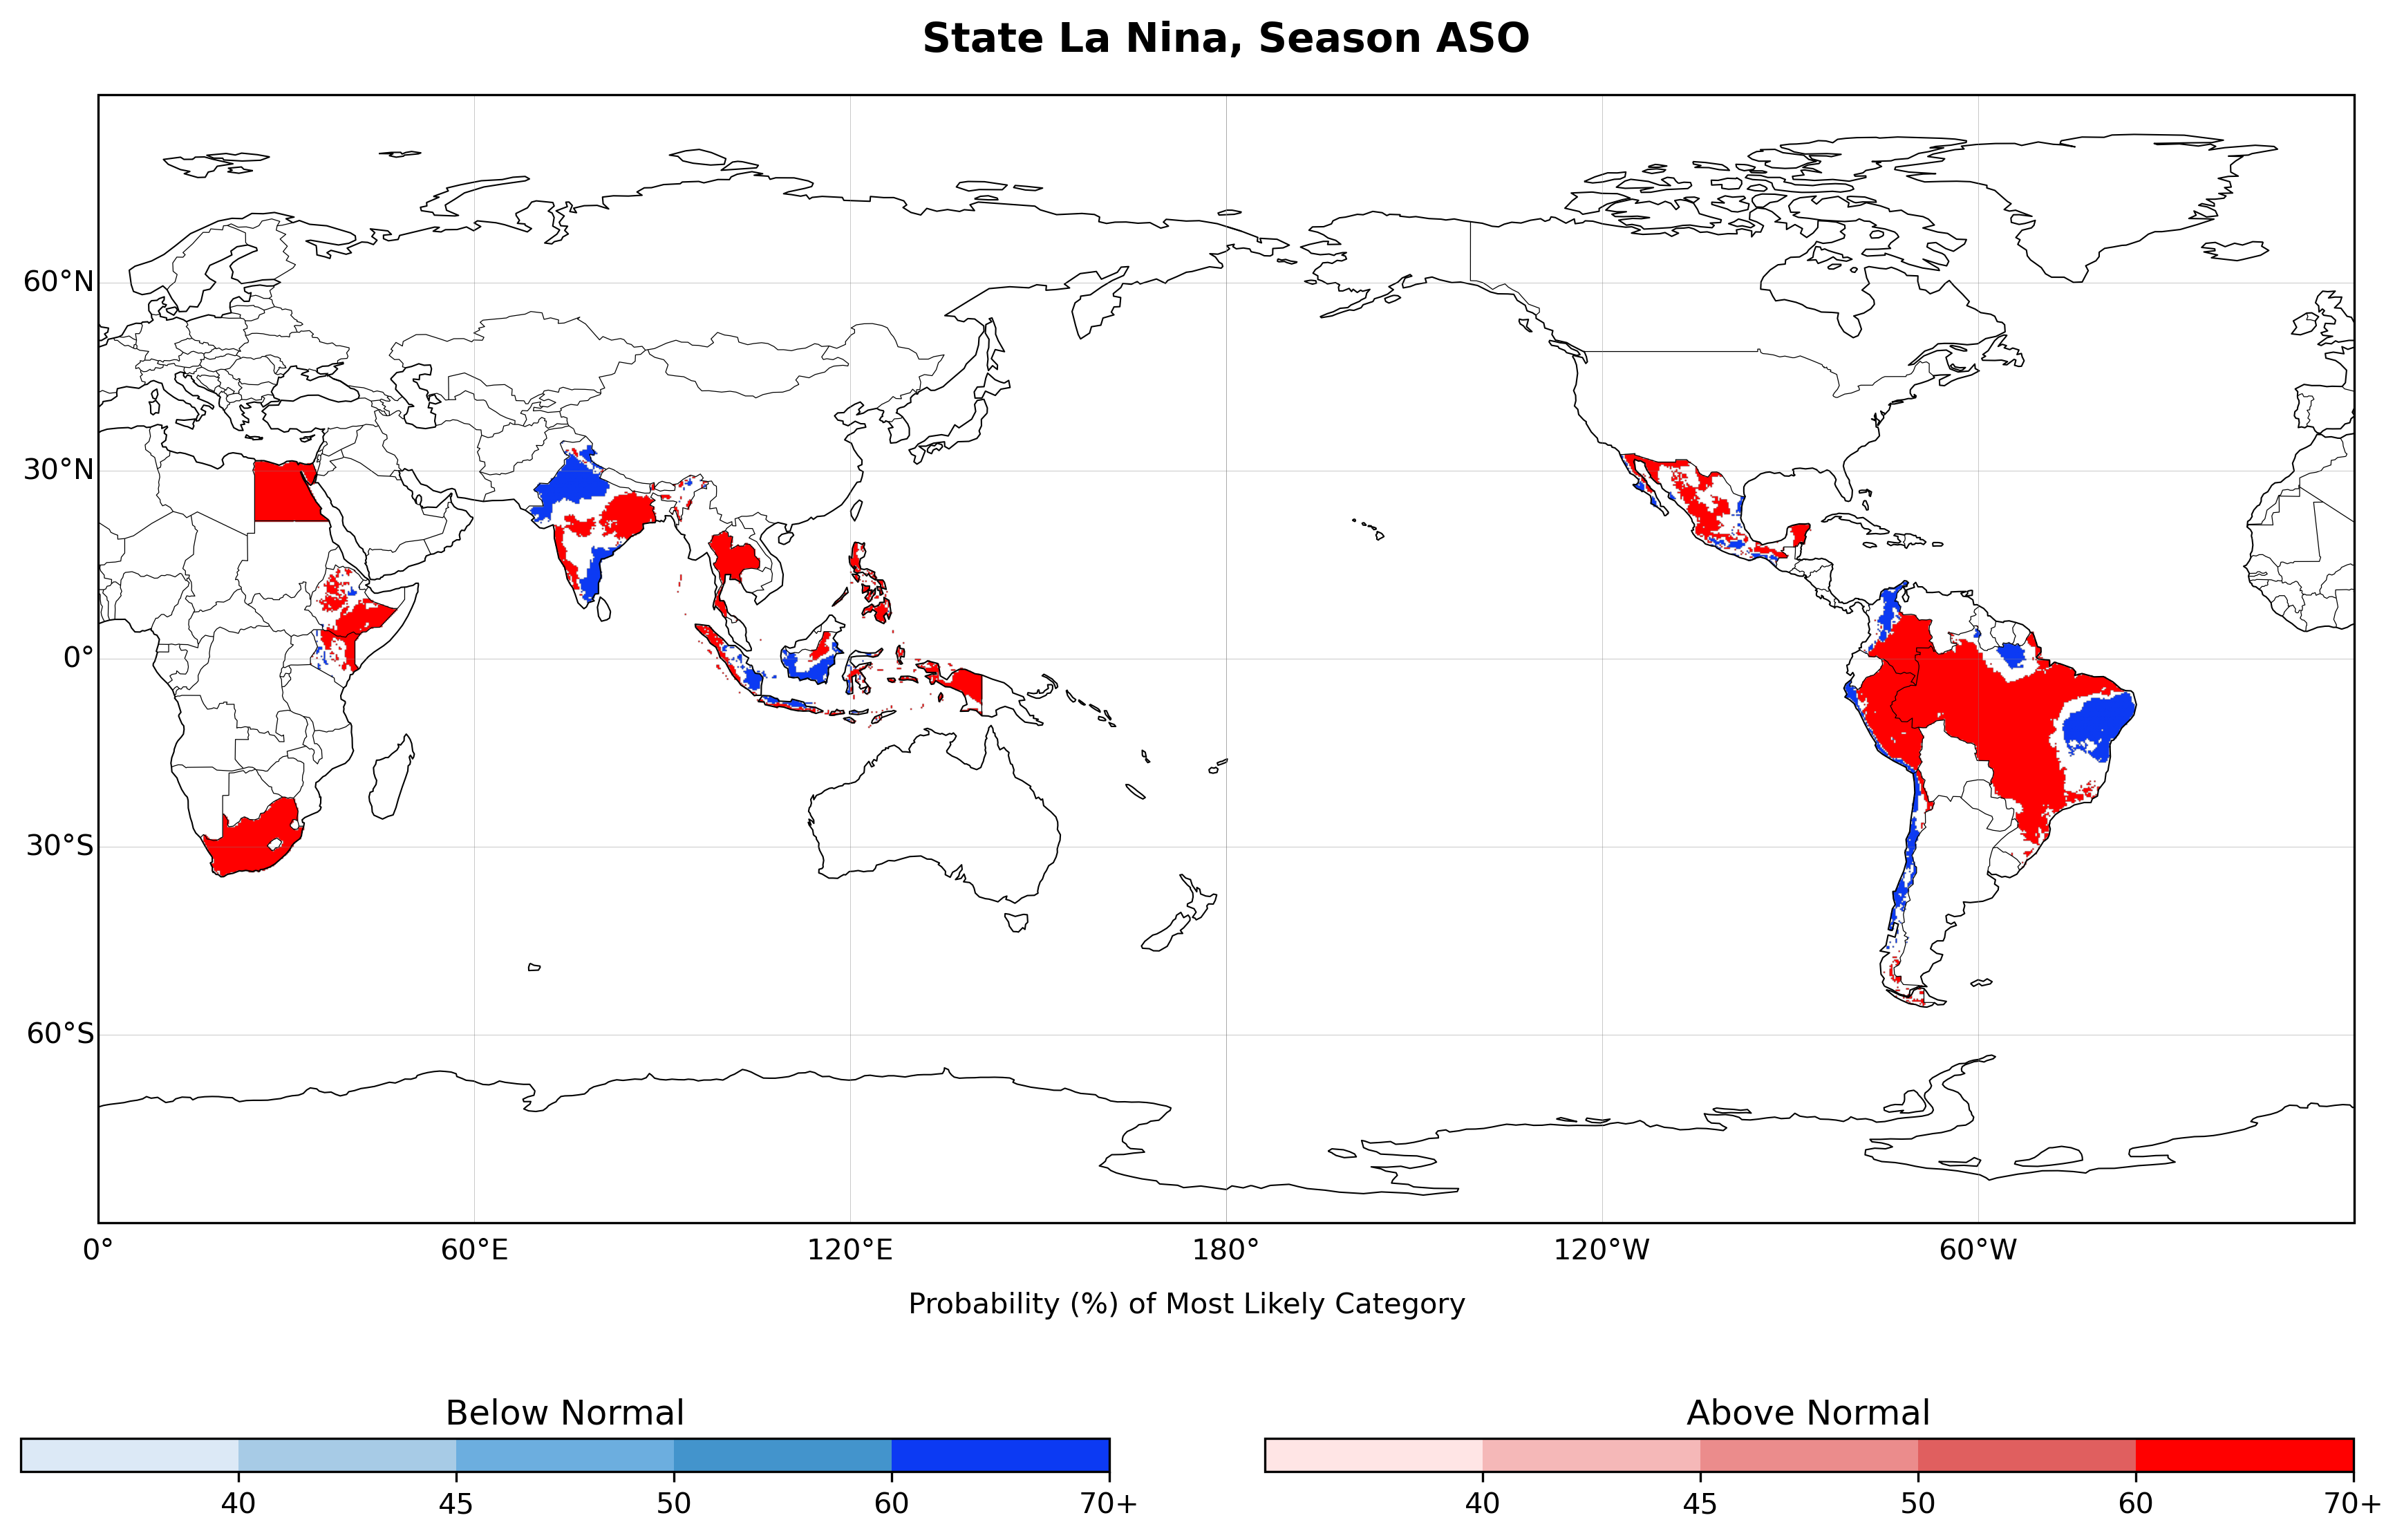 State La Nina, Season ASO
60°N
30°N
0°
30°S
60°S
0°
60°E
120°E
180°
120°W
60°W
Probability (%) of Most Likely Category
Below Normal
Above Normal
40
45
50
60
70+
40
45
50
60
70+